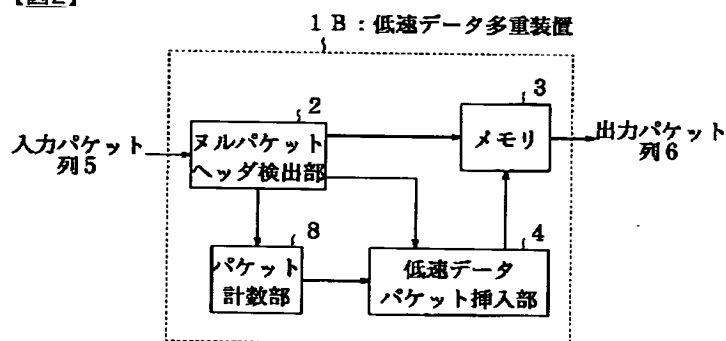 【図2】
1B：低速データ多重装置
2
3
入力パケット
列5
ヌルパケット
ヘッダ検出部
メモリ
出力パケット
列6
8
4
パケット
計数部
低速データ
パケット挿入部